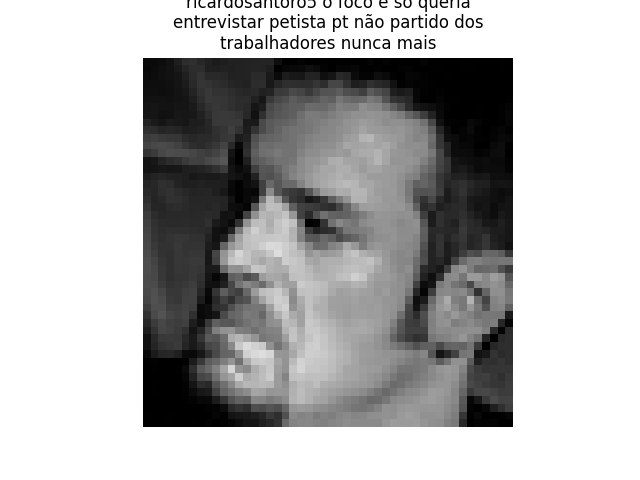 ricardosantoro5 o foco e só queria
entrevistar petista pt não partido dos
trabalhadores nunca mais